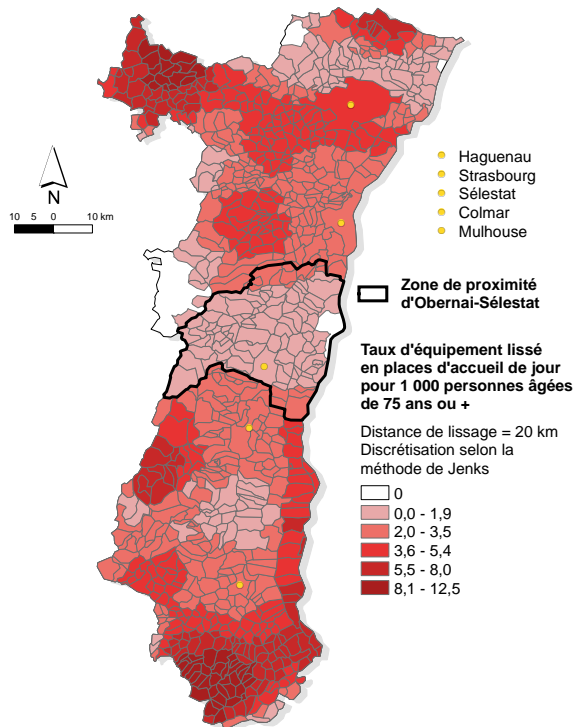 Haguenau
Strasbourg
Sélestat
Colmar
Mulhouse
N
10 5 0 10 km
Zone de proximité
d'Obernai-Sélestat
Taux d'équipement lissé
en places d'accueil de jour
pour 1 000 personnes âgées
de 75 ans ou +
Distance de lissage = 20 km
Discrétisation selon la
méthode de Jenks
0
0,0 - 1,9
2,0 - 3,5
3,6 - 5,4
5,5 - 8,0
8,1 - 12,5